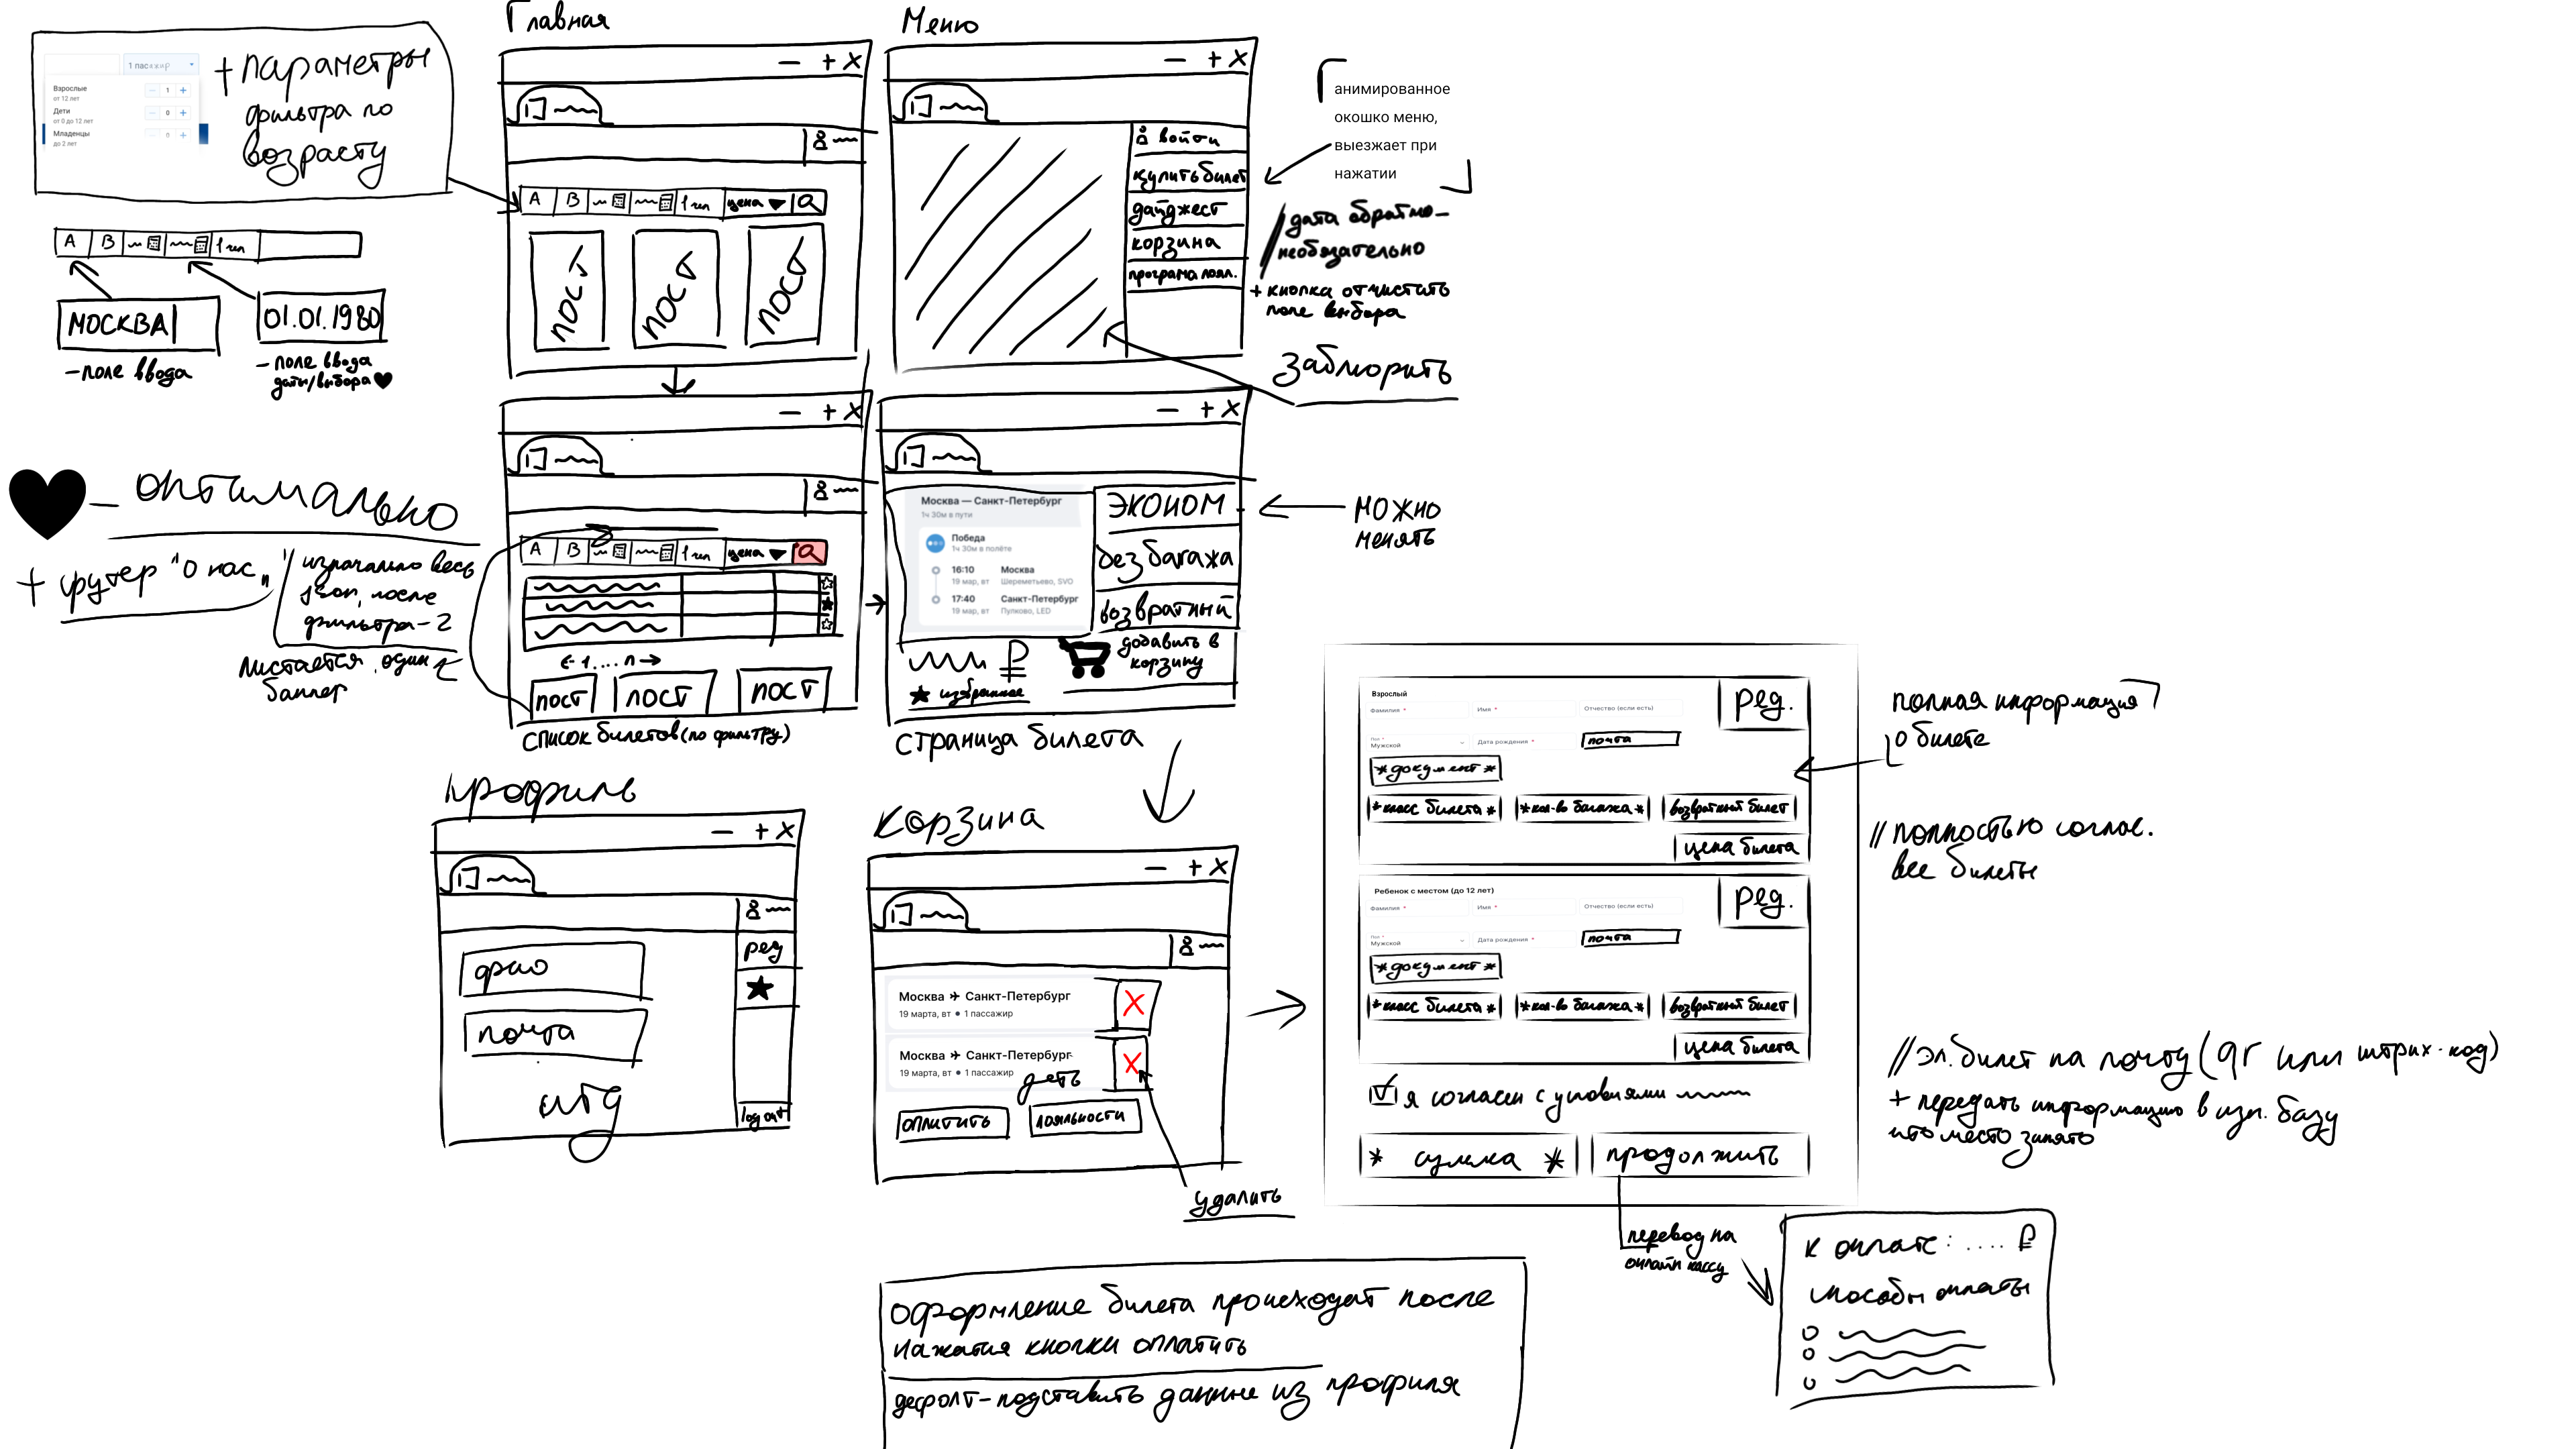 1 пассажир
Взрослые
от 12 лет
1
Дети
от 0 до 12 лет
0
Младенцы
до 2 лет
0
+ параметры
фильтра по
возрасту
A B 1 чел
МОСКВА
- поле ввода
01.01.1980
- поле ввода
даты/выбора ♥
♥ - оптимально
+ футер "о нас"
изначально весь
json, после
фильтра - 2
листается один
баннер
Главная
— + X
A B 1 чел цена
пост пост пост
Меню
— + X
войти
купить билет
дайджест
корзина
програма лоял.
анимированное
окошко меню,
выезжает при
нажатии
// дата обратно -
необязательно
+ кнопка отчистить
поле выбора
заблюрить
— + X
A B 1 чел цена
← 1 .... n →
пост пост пост
список билетов (по фильтру)
— + X
Москва — Санкт-Петербург
1ч 30м в пути
Победа
1ч 30м в полёте
16:10 Москва
19 мар, вт Шереметьево, SVO
17:40 Санкт-Петербург
19 мар, вт Пулково, LED
ЭКОНОМ
без багажа
возвратный
₽
★ избранное
добавить в
корзину
страница билета
можно
менять
профиль
— + X
фио
почта
итд
ред
★
log out
корзина
— + X
Москва ✈ Санкт-Петербург
19 марта, вт • 1 пассажир
X
Москва ✈ Санкт-Петербург
19 марта, вт • 1 пассажир
X
оплатить
лояльности
удалить
Взрослый
Фамилия * Имя * Отчество (если есть)
ред.
Пол *
Мужской Дата рождения * почта
* документ *
* класс билета * * кол-во багажа * возвратный билет
цена билета
Ребенок с местом (до 12 лет)
Фамилия * Имя * Отчество (если есть)
ред.
Пол *
Мужской Дата рождения * почта
* документ *
* класс билета * * кол-во багажа * возвратный билет
цена билета
я согласен с условиями
* сумма * продолжить
полная информация
о билете
// полностью соглас.
все билеты
// эл. билет на почту (qr или штрих-код)
+ передать информацию в изн. базу
что место занято
перевод на
онлайн кассу
к оплате: .... ₽
способы оплаты
оформление билета происходит после
нажатия кнопки оплатить
дефолт - подставить данные из профиля